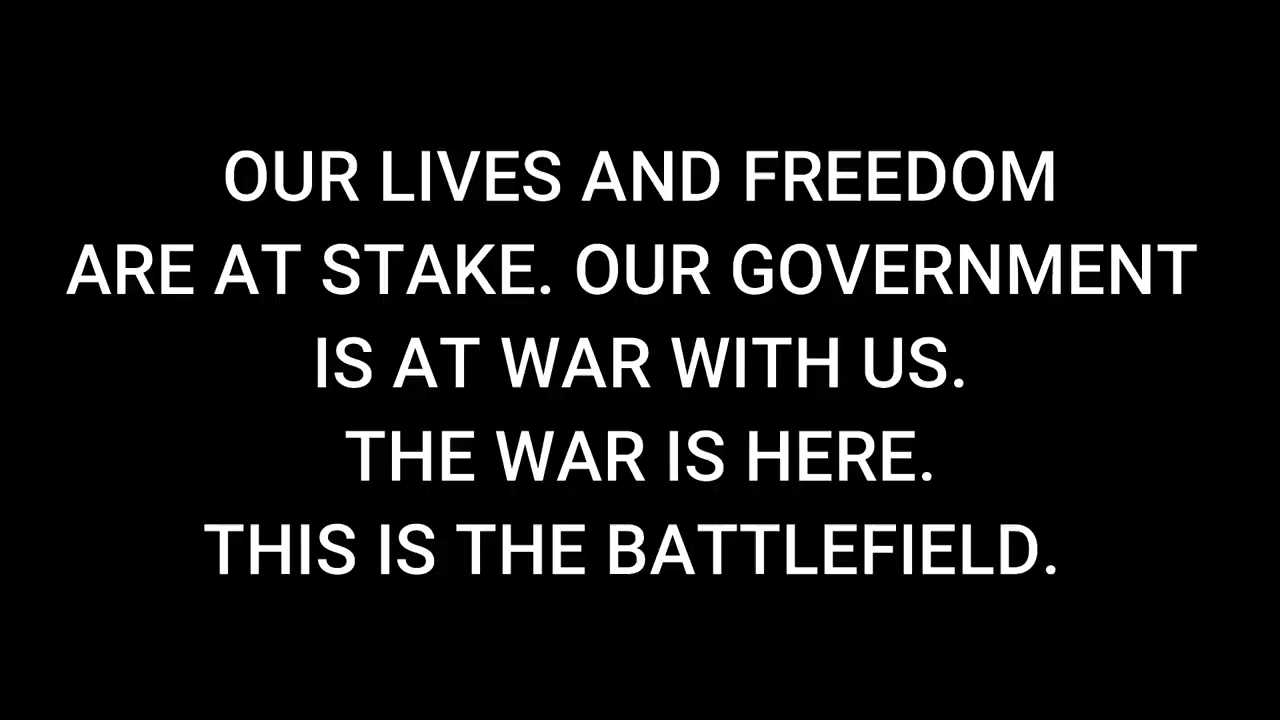 OUR LIVES AND FREEDOM
ARE AT STAKE. OUR GOVERNMENT
IS AT WAR WITH US.
THE WAR IS HERE.
THIS IS THE BATTLEFIELD.